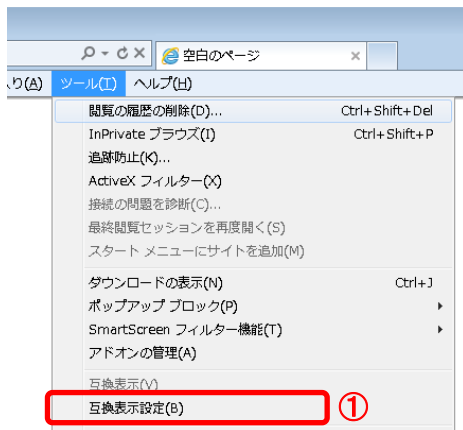 空白のページ
り(A) ツール(T) ヘルプ(H)
閲覧の履歴の削除(D)... Ctrl+Shift+Del
InPrivate ブラウズ(I) Ctrl+Shift+P
追跡防止(K)...
ActiveX フィルター(X)
接続の問題を診断(C)...
最終閲覧セッションを再度開く(S)
スタート メニューにサイトを追加(M)
ダウンロードの表示(N) Ctrl+J
ポップアップ ブロック(P)
SmartScreen フィルター機能(T)
アドオンの管理(A)
互換表示(V)
互換表示設定(B) ①